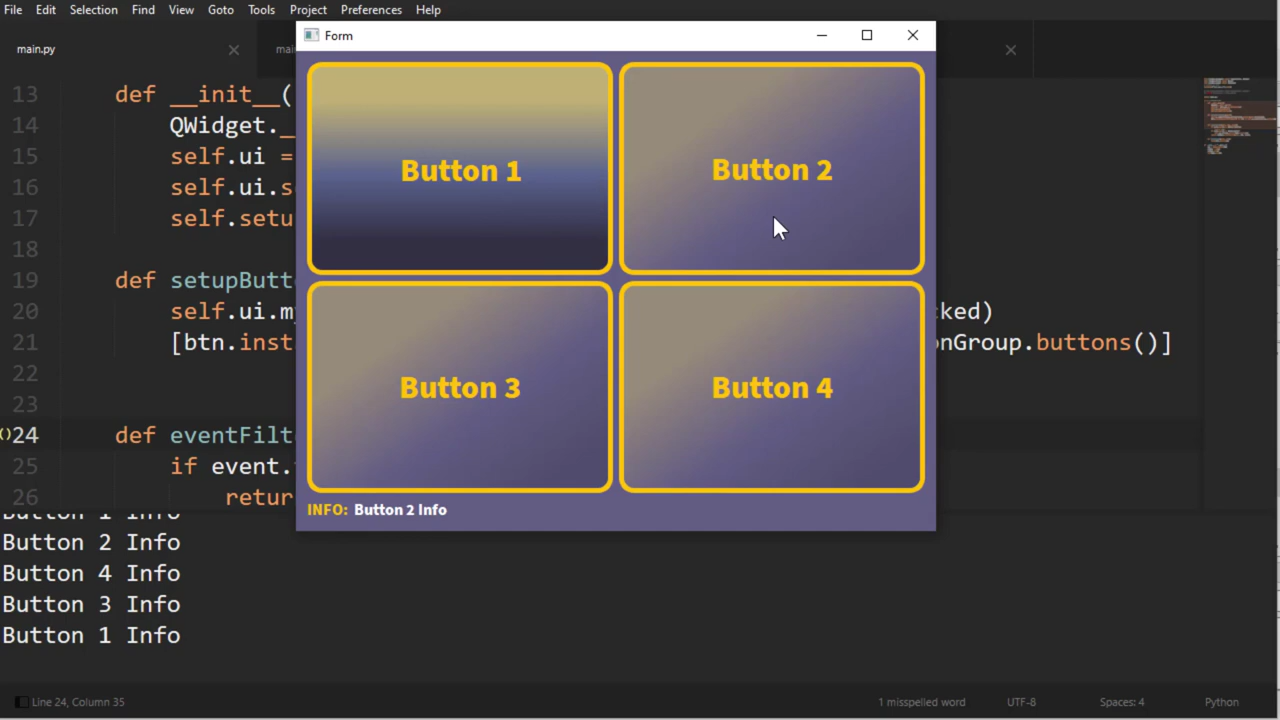 File Edit Selection Find View Goto Tools Project Preferences Help
Form
main.py
13 def __init__(
14 QWidget.__
15 self.ui =
16 self.ui.s
17 self.setu
18
19 def setupButt
20 self.ui.m cked)
21 [btn.inst onGroup.buttons()]
22
23
24 def eventFilt
25 if event.
26 retur
Button 1
Button 2
Button 3
Button 4
INFO: Button 2 Info
Button 1 Info
Button 2 Info
Button 4 Info
Button 3 Info
Button 1 Info
Line 24, Column 35
1 misspelled word
UTF-8
Spaces: 4
Python